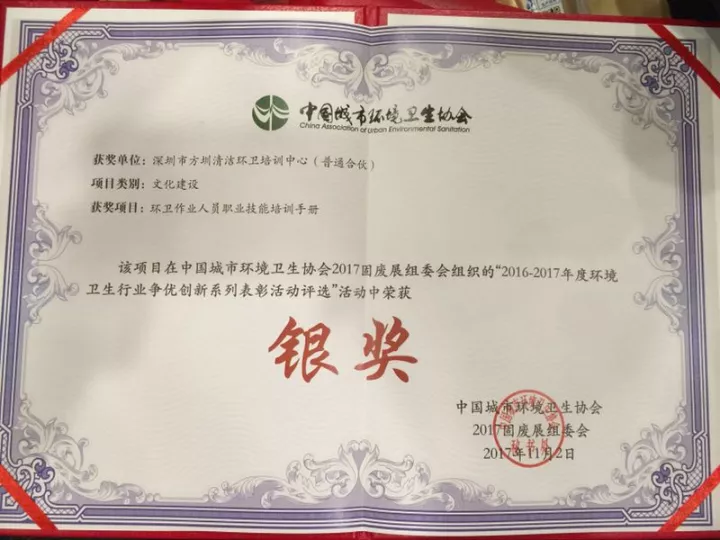 中国城市环境卫生协会
China Association of Urban Environmental Sanitation
获奖单位：深圳市方圳清洁环卫培训中心（普通合伙）
项目类别：文化建设
获奖项目：环卫作业人员职业技能培训手册
该项目在中国城市环境卫生协会2017固废展组委会组织的“2016-2017年度环境
卫生行业争优创新系列表彰活动评选”活动中荣获
银奖
中国城市环境卫生协会
2017固废展组委会
2017年11月2日